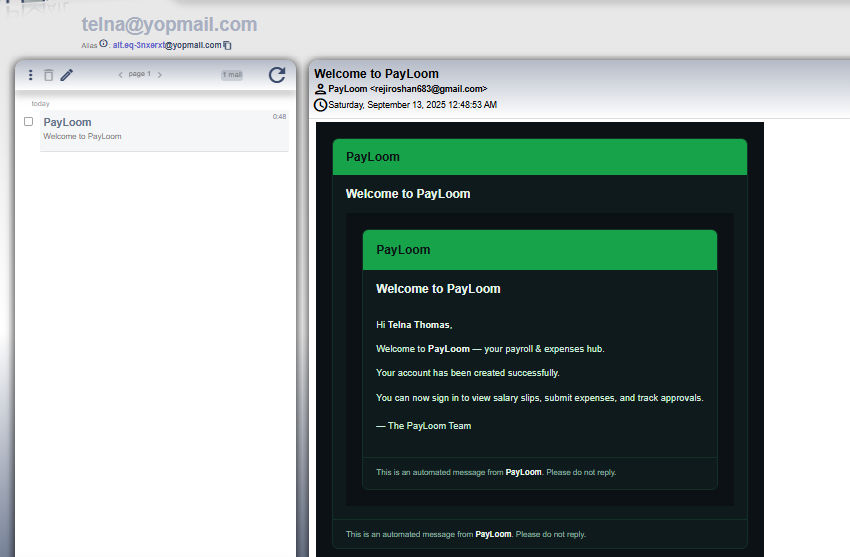 telna@yopmail.com
Alias : alt.eq-3nxerxt@yopmail.com
page 1
1 mail
today
PayLoom
0:48
Welcome to PayLoom
Welcome to PayLoom
PayLoom <rejiroshan683@gmail.com>
Saturday, September 13, 2025 12:48:53 AM
PayLoom
Welcome to PayLoom
PayLoom
Welcome to PayLoom
Hi Telna Thomas,
Welcome to PayLoom — your payroll & expenses hub.
Your account has been created successfully.
You can now sign in to view salary slips, submit expenses, and track approvals.
— The PayLoom Team
This is an automated message from PayLoom. Please do not reply.
This is an automated message from PayLoom. Please do not reply.